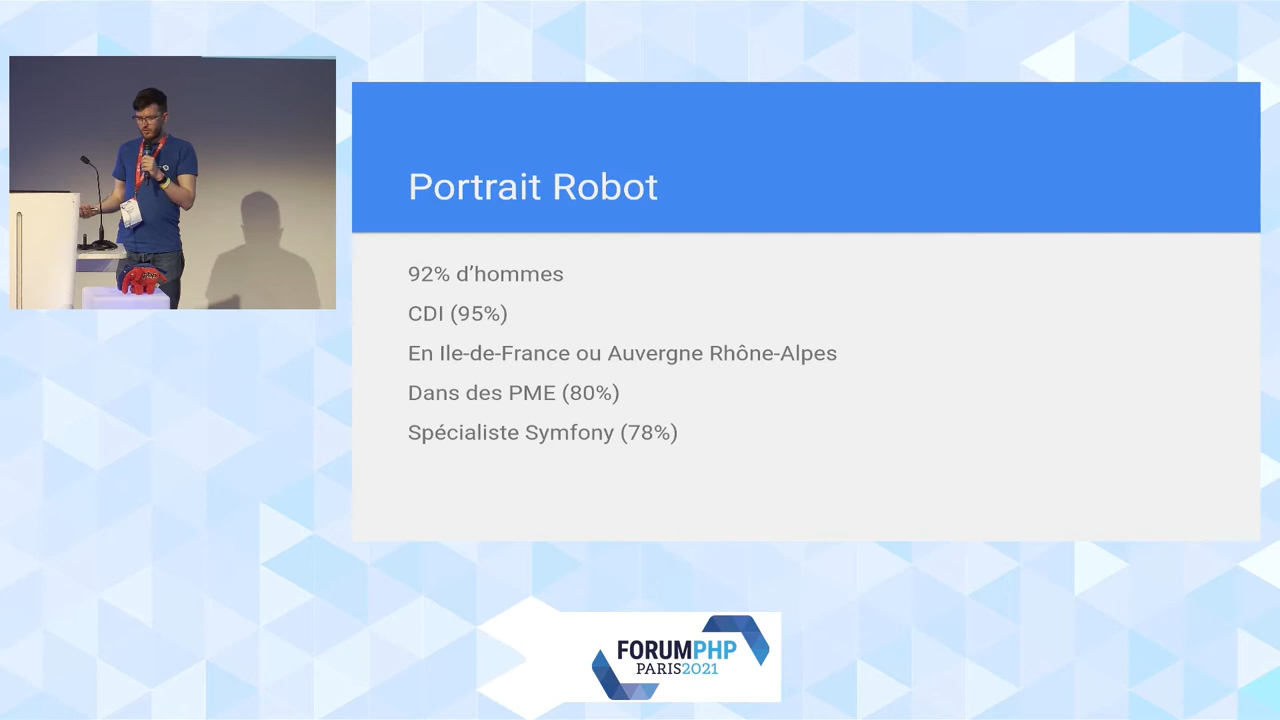 Portrait Robot
92% d’hommes
CDI (95%)
En Ile-de-France ou Auvergne Rhône-Alpes
Dans des PME (80%)
Spécialiste Symfony (78%)
FORUMPHP
PARIS2021